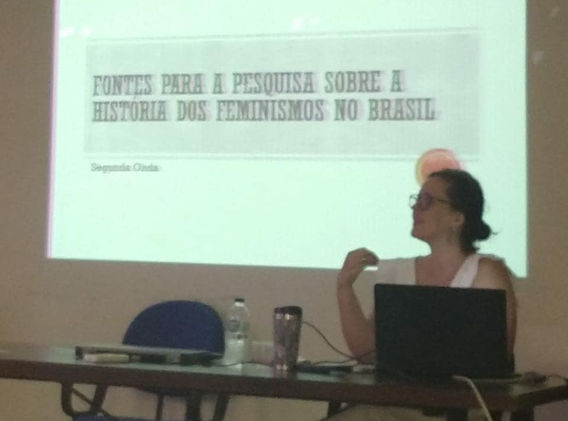 FONTES PARA A PESQUISA SOBRE A
HISTÓRIA DOS FEMINISMOS NO BRASIL
Segunda Onda